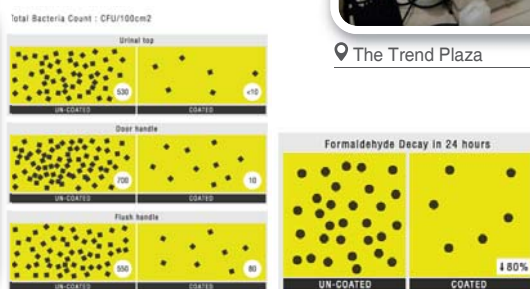 Total Bacteria Count : CFU/100cm2
Urinal top
530
<10
UN-COATED
COATED
Door handle
700
10
UN-COATED
COATED
Flush handle
550
80
UN-COATED
COATED
The Trend Plaza
Formaldehyde Decay in 24 hours
80%
UN-COATED
COATED